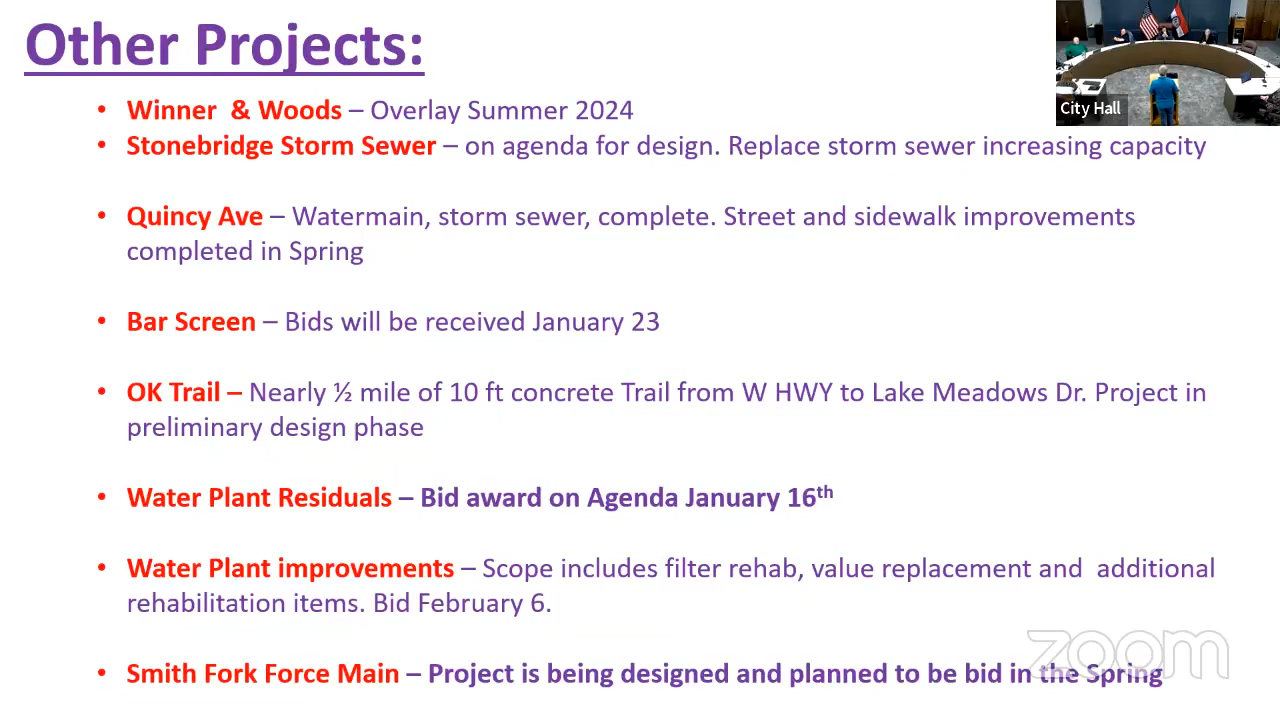 Other Projects:
• Winner & Woods – Overlay Summer 2024
• Stonebridge Storm Sewer – on agenda for design. Replace storm sewer increasing capacity
• Quincy Ave – Watermain, storm sewer, complete. Street and sidewalk improvements
completed in Spring
• Bar Screen – Bids will be received January 23
• OK Trail – Nearly ½ mile of 10 ft concrete Trail from W HWY to Lake Meadows Dr. Project in
preliminary design phase
• Water Plant Residuals – Bid award on Agenda January 16th
• Water Plant improvements – Scope includes filter rehab, value replacement and additional
rehabilitation items. Bid February 6.
• Smith Fork Force Main – Project is being designed and planned to be bid in the Spring
City Hall
zoom